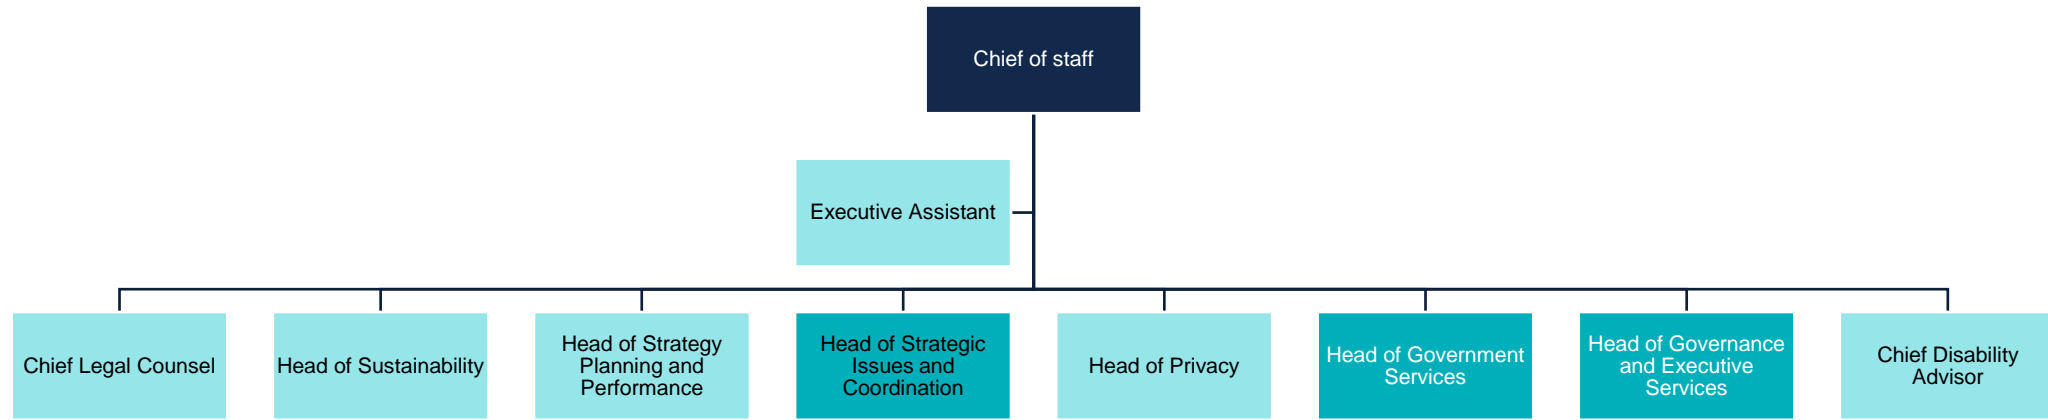 Chief of staff
Executive Assistant
Chief Legal Counsel
Head of Sustainability
Head of Strategy
Planning and
Performance
Head of Strategic
Issues and
Coordination
Head of Privacy
Head of Government
Services
Head of Governance
and Executive
Services
Chief Disability
Advisor